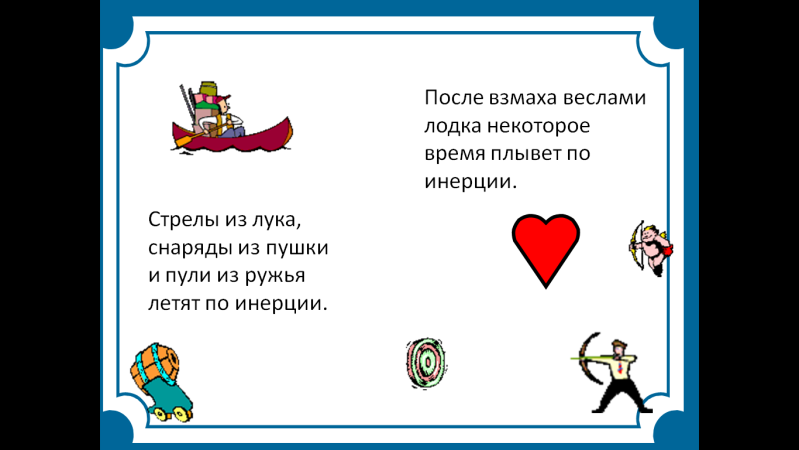 После взмаха веслами
лодка некоторое
время плывет по
инерции.
Стрелы из лука,
снаряды из пушки
и пули из ружья
летят по инерции.